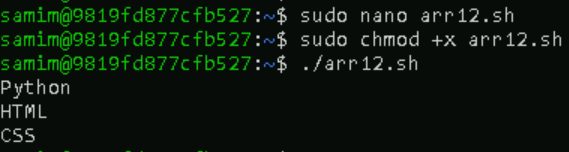 samim@9819fd877cfb527:~$ sudo nano arr12.sh
samim@9819fd877cfb527:~$ sudo chmod +x arr12.sh
samim@9819fd877cfb527:~$ ./arr12.sh
Python
HTML
CSS